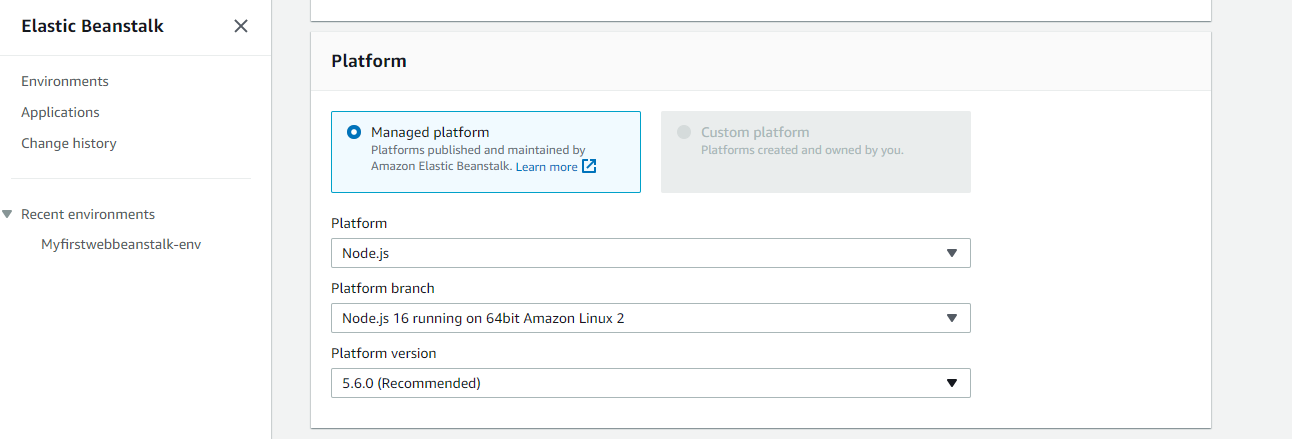 Elastic Beanstalk
Environments
Applications
Change history
Recent environments
Myfirstwebbeanstalk-env
Platform
Managed platform
Platforms published and maintained by
Amazon Elastic Beanstalk. Learn more
Custom platform
Platforms created and owned by you.
Platform
Node.js
Platform branch
Node.js 16 running on 64bit Amazon Linux 2
Platform version
5.6.0 (Recommended)